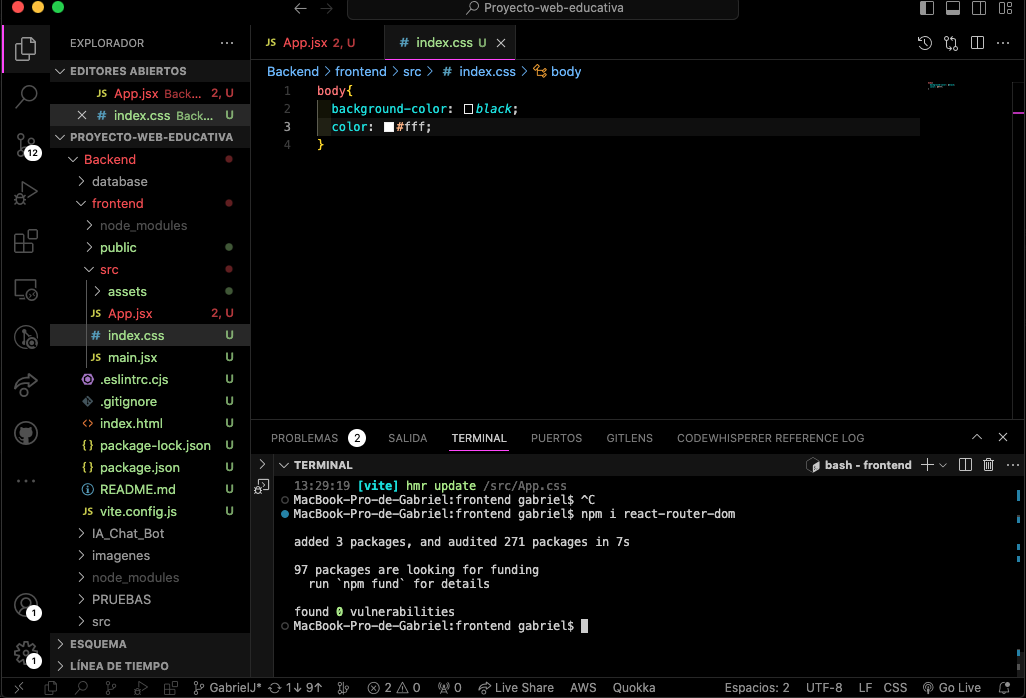 Proyecto-web-educativa
EXPLORADOR
EDITORES ABIERTOS
JS App.jsx Back... 2, U
# index.css Back... U
PROYECTO-WEB-EDUCATIVA
Backend
database
frontend
node_modules
public
src
assets
JS App.jsx 2, U
# index.css U
JS main.jsx U
.eslintrc.cjs U
.gitignore U
<> index.html U
{} package-lock.json U
{} package.json U
README.md U
JS vite.config.js U
IA_Chat_Bot
imagenes
node_modules
PRUEBAS
src
ESQUEMA
LÍNEA DE TIEMPO
12
1
1
JS App.jsx 2, U
# index.css U
Backend > frontend > src > # index.css > body
1 body{
2 background-color: black;
3 color: #fff;
4 }
PROBLEMAS 2 SALIDA TERMINAL PUERTOS GITLENS CODEWHISPERER REFERENCE LOG
TERMINAL
bash - frontend
13:29:19 [vite] hmr update /src/App.css
MacBook-Pro-de-Gabriel:frontend gabriel$ ^C
MacBook-Pro-de-Gabriel:frontend gabriel$ npm i react-router-dom
added 3 packages, and audited 271 packages in 7s
97 packages are looking for funding
run `npm fund` for details
found 0 vulnerabilities
MacBook-Pro-de-Gabriel:frontend gabriel$
GabrielJ* 1↓ 9↑ 2 0 0 Live Share AWS Quokka Espacios: 2 UTF-8 LF CSS Go Live